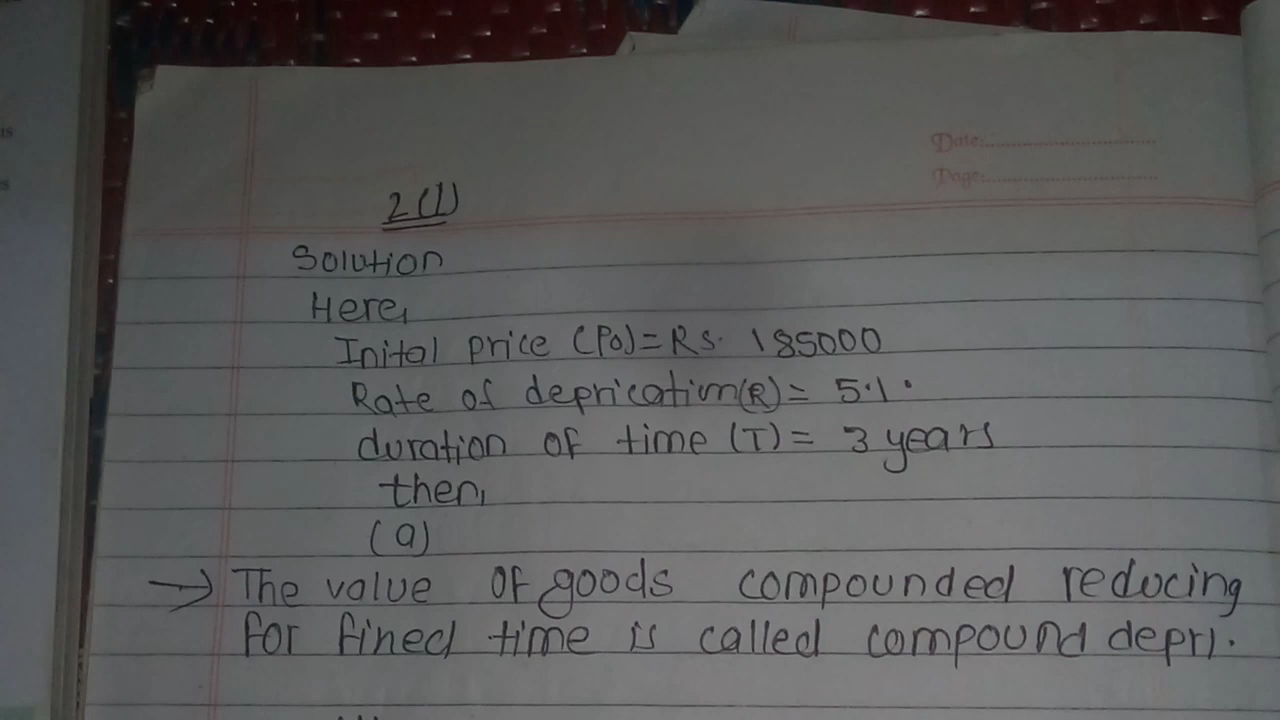 Date:
Page:
2(1)
Solution
Here,
Inital price (P0)=Rs. 185000
Rate of deprication(R)= 5%
duration of time (T)= 3 years
then,
(a)
→ The value of goods compounded reducing
for fined time is called compound depri.